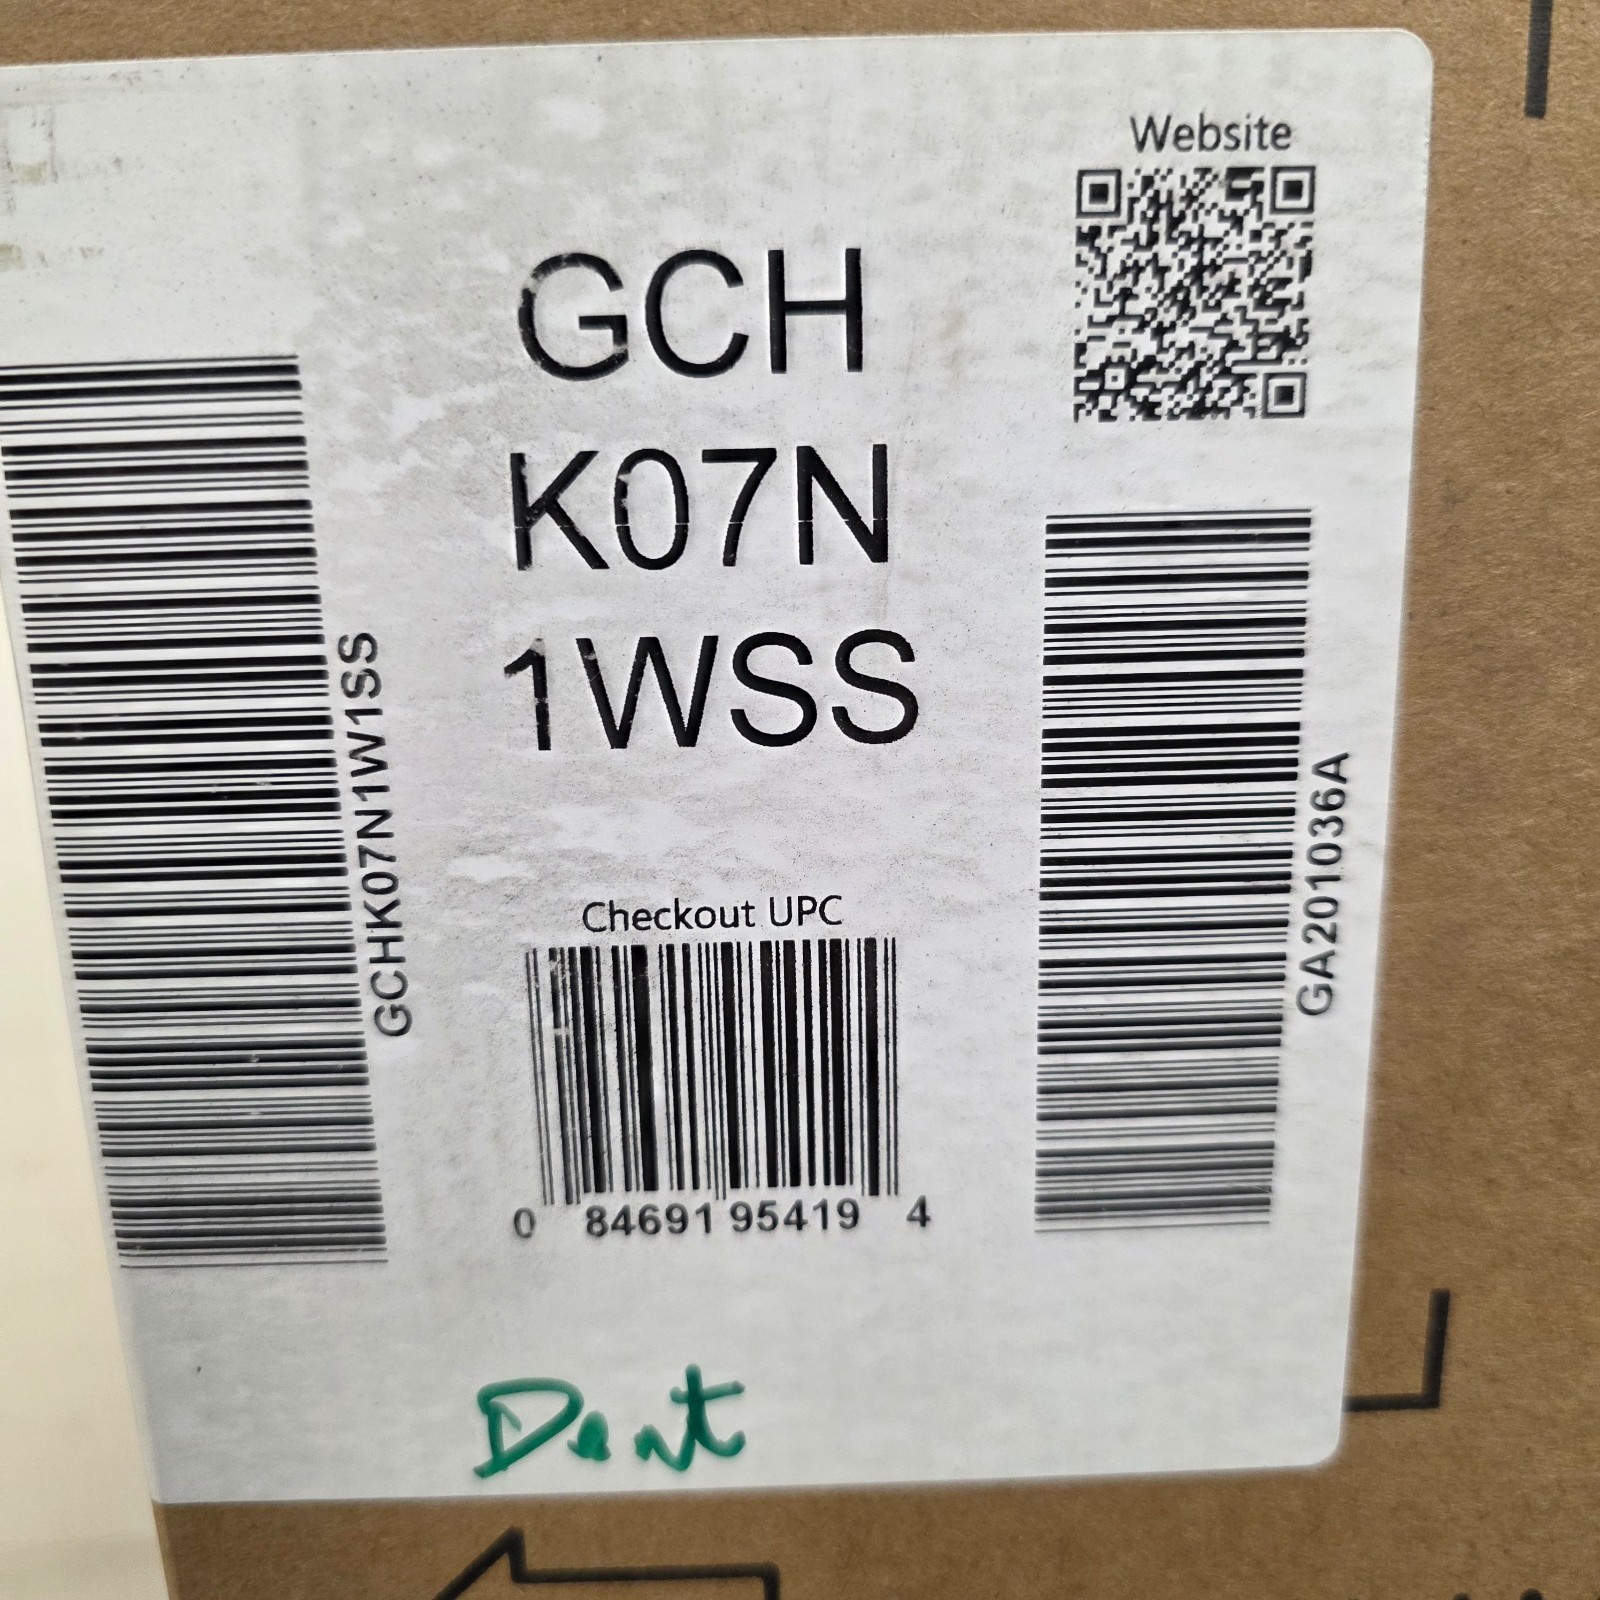 Website
GCH
K07N
1WSS
GCHK07N1W1SS
GA201036A
Checkout UPC
0 84691 95419 4
Dent